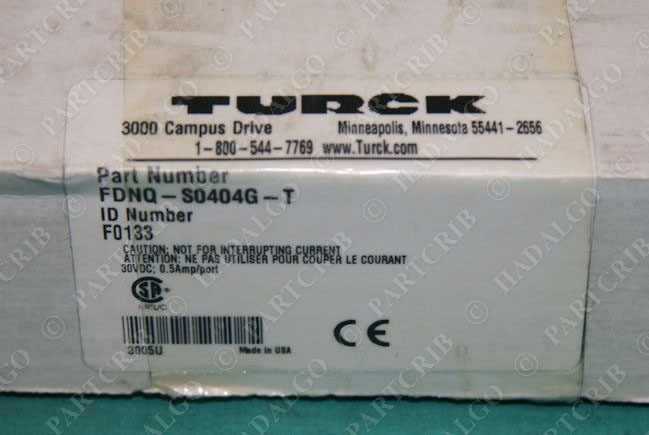 TURCK
3000 Campus Drive Minneapolis, Minnesota 55441-2656
1-800-544-7769 www.Turck.com
Part Number
FDNQ-S0404G-T
ID Number
F0133
CAUTION: NOT FOR INTERRUPTING CURRENT
ATTENTION: NE PAS UTILISER POUR COUPER LE COURANT
30VDC; 0.5Amp/port
3005U
Made in USA
CE
© PARTCRIB
© HADALGO